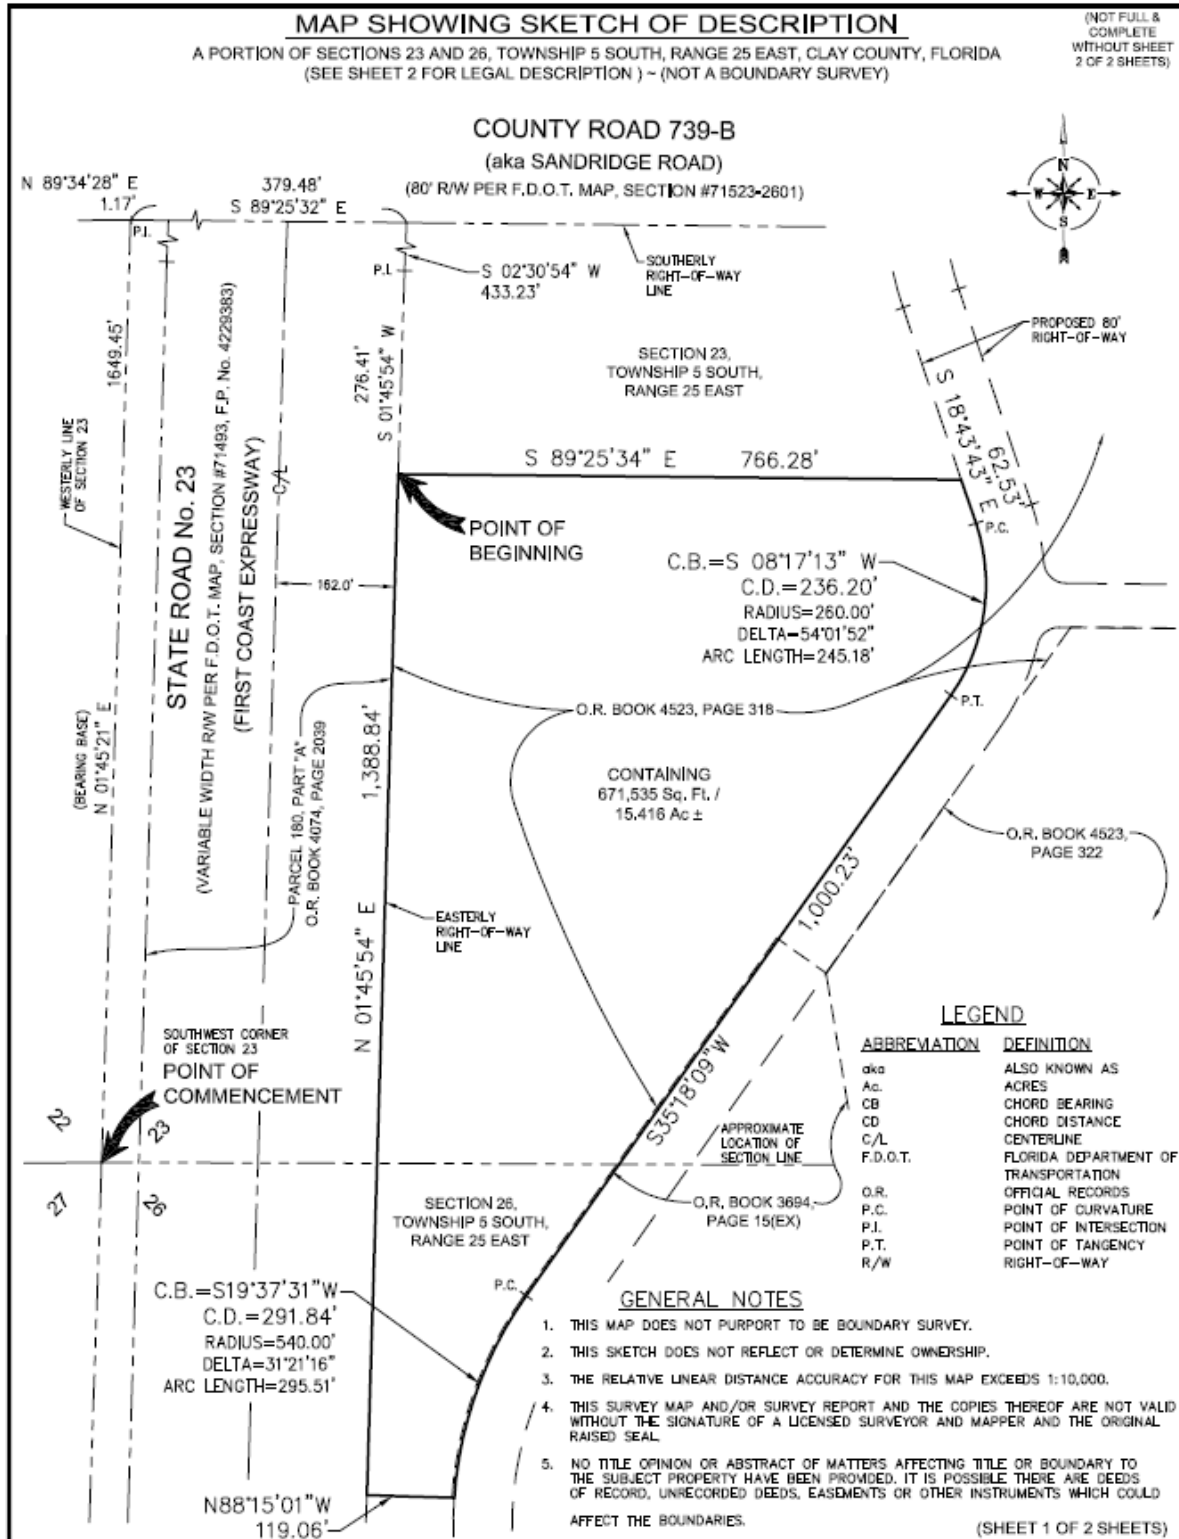 MAP SHOWING SKETCH OF DESCRIPTION
A PORTION OF SECTIONS 23 AND 26, TOWNSHIP 5 SOUTH, RANGE 25 EAST, CLAY COUNTY, FLORIDA
(SEE SHEET 2 FOR LEGAL DESCRIPTION ) ~ (NOT A BOUNDARY SURVEY)
(NOT FULL &
COMPLETE
WITHOUT SHEET
2 OF 2 SHEETS)
COUNTY ROAD 739-B
(aka SANDRIDGE ROAD)
(80' R/W PER F.D.O.T. MAP, SECTION #71523-2601)
N 89°34'28" E
1.17'
379.48'
S 89°25'32" E
N
W
E
S
P.I.
P.I.
S 02°30'54" W
433.23'
SOUTHERLY
RIGHT-OF-WAY
LINE
PROPOSED 80'
RIGHT-OF-WAY
SECTION 23,
TOWNSHIP 5 SOUTH,
RANGE 25 EAST
1649.45'
276.41'
S 01°45'54" W
S 18°43'43" E
62.53'
WESTERLY LINE
OF SECTION 23
STATE ROAD No. 23
(VARIABLE WIDTH R/W PER F.D.O.T. MAP, SECTION #71493, F.P. No. 4229383)
(FIRST COAST EXPRESSWAY)
C/L
S 89°25'34" E 766.28'
POINT OF
BEGINNING
P.C.
C.B.=S 08°17'13" W
C.D.=236.20'
RADIUS=260.00'
DELTA=54°01'52"
ARC LENGTH=245.18'
162.0'
P.T.
O.R. BOOK 4523, PAGE 318
(BEARING BASE)
N 01°45'21" E
PARCEL 180, PART "A"
O.R. BOOK 4074, PAGE 2039
1,388.84'
N 01°45'54" E
CONTAINING
671,535 Sq. Ft. /
15.416 Ac ±
O.R. BOOK 4523,
PAGE 322
1,000.23'
S35°18'09"W
EASTERLY
RIGHT-OF-WAY
LINE
SOUTHWEST CORNER
OF SECTION 23
POINT OF
COMMENCEMENT
22
23
27
26
APPROXIMATE
LOCATION OF
SECTION LINE
O.R. BOOK 3694,
PAGE 15(EX)
SECTION 26,
TOWNSHIP 5 SOUTH,
RANGE 25 EAST
P.C.
C.B.=S19°37'31"W
C.D.=291.84'
RADIUS=540.00'
DELTA=31°21'16"
ARC LENGTH=295.51'
N88°15'01"W
119.06'
LEGEND
ABBREVIATION DEFINITION
aka ALSO KNOWN AS
Ac. ACRES
CB CHORD BEARING
CD CHORD DISTANCE
C/L CENTERLINE
F.D.O.T. FLORIDA DEPARTMENT OF
TRANSPORTATION
O.R. OFFICIAL RECORDS
P.C. POINT OF CURVATURE
P.I. POINT OF INTERSECTION
P.T. POINT OF TANGENCY
R/W RIGHT-OF-WAY
GENERAL NOTES
1. THIS MAP DOES NOT PURPORT TO BE BOUNDARY SURVEY.
2. THIS SKETCH DOES NOT REFLECT OR DETERMINE OWNERSHIP.
3. THE RELATIVE LINEAR DISTANCE ACCURACY FOR THIS MAP EXCEEDS 1:10,000.
4. THIS SURVEY MAP AND/OR SURVEY REPORT AND THE COPIES THEREOF ARE NOT VALID
WITHOUT THE SIGNATURE OF A LICENSED SURVEYOR AND MAPPER AND THE ORIGINAL
RAISED SEAL.
5. NO TITLE OPINION OR ABSTRACT OF MATTERS AFFECTING TITLE OR BOUNDARY TO
THE SUBJECT PROPERTY HAVE BEEN PROVIDED. IT IS POSSIBLE THERE ARE DEEDS
OF RECORD, UNRECORDED DEEDS, EASEMENTS OR OTHER INSTRUMENTS WHICH COULD
AFFECT THE BOUNDARIES.
(SHEET 1 OF 2 SHEETS)